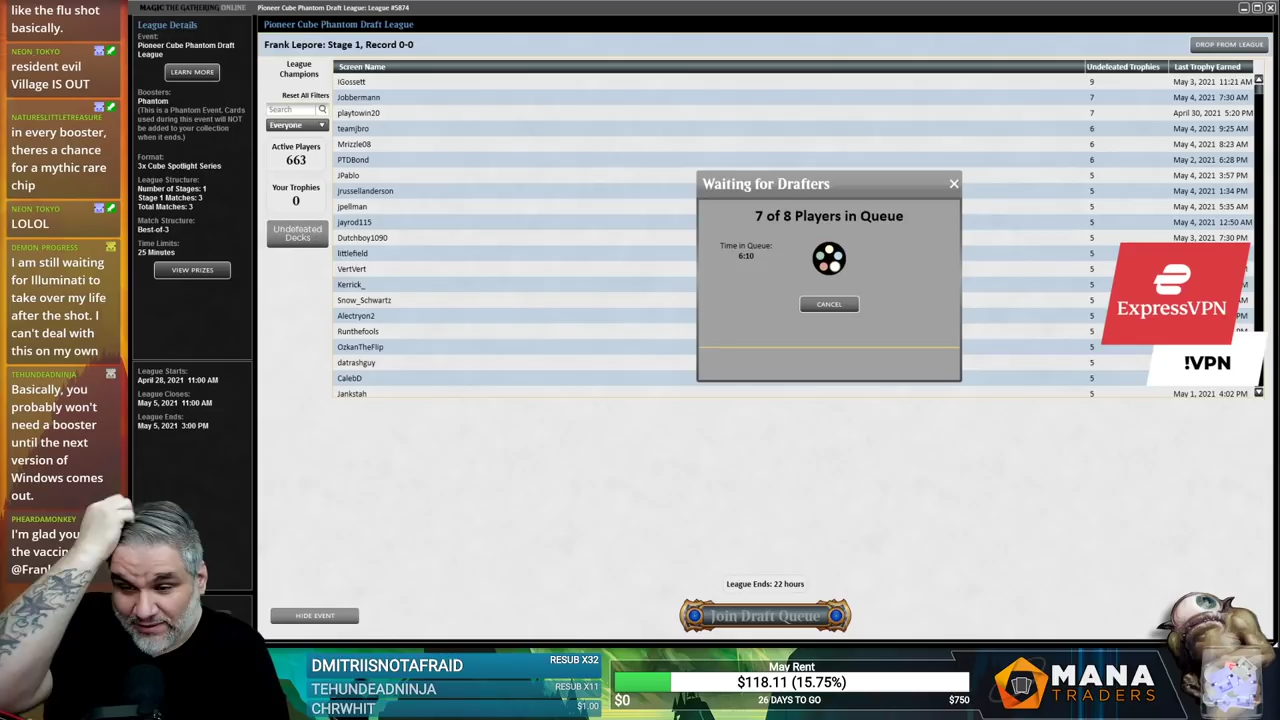 like the flu shot
basically.
NEON TOKYO
resident evil
Village IS OUT
NATURESLITTLETREASURE
in every booster,
theres a chance
for a mythic rare
chip
NEON TOKYO
LOLOL
DEMON PROGRESS
I am still waiting
for Illuminati to
take over my life
after the shot. I
can't deal with
this on my own
TEHUNDEADNINJA
Basically, you
probably won't
need a booster
until the next
version of
Windows comes
out.
PHEARDAMONKEY
I'm glad you
the vaccin
@Fran
MAGIC THE GATHERING ONLINE
League Details
Event:
Pioneer Cube Phantom Draft
League
LEARN MORE
Boosters:
Phantom
(This is a Phantom Event, Cards
used during this event will NOT
be added to your collection
when it ends.)
Format:
3x Cube Spotlight Series
League Structure:
Number of Stages: 1
Stage 1 Matches: 3
Total Matches: 3
Match Structure:
Best-of-3
Time Limits:
25 Minutes
VIEW PRIZES
League Starts:
April 28, 2021 11:00 AM
League Closes:
May 5, 2021 11:00 AM
League Ends:
May 5, 2021 3:00 PM
Pioneer Cube Phantom Draft League: League #5874
Pioneer Cube Phantom Draft League
Frank Lepore: Stage 1, Record 0-0
DROP FROM LEAGUE
League
Champions
Reset All Filters
Search
Everyone
Active Players
663
Your Trophies
0
Undefeated
Decks
Screen Name Undefeated Trophies Last Trophy Earned
iGossett 9 May 3, 2021 11:21 AM
Jobbermann 7 May 4, 2021 7:30 AM
playtowin20 7 April 30, 2021 5:20 PM
teamjbro 6 May 4, 2021 9:25 AM
Mrizzle08 6 May 4, 2021 8:23 AM
PTDBond 6 May 2, 2021 6:28 PM
JPablo 5 May 4, 2021 3:57 PM
jrussellanderson 5 May 4, 2021 1:34 PM
jpellman 5 May 4, 2021 5:35 AM
jayrod115 5 May 4, 2021 12:50 AM
Dutchboy1090 5 May 3, 2021 7:30 PM
littlefield 5
VertVert 5
Kerrick_ 5
Snow_Schwartz 5
Alectryon2 5
Runthefools 5
OzkanTheFlip 5
datrashguy 5
CalebD 5
Jankstah 5 May 1, 2021 4:02 PM
Waiting for Drafters
7 of 8 Players in Queue
Time in Queue:
6:10
CANCEL
ExpressVPN
!VPN
League Ends: 22 hours
HIDE EVENT
Join Draft Queue
DMITRIISNOTAFRAID RESUB X32
TEHUNDEADNINJA RESUB X11
CHRWHIT $1.00
May Rent
$118.11 (15.75%)
$0 26 DAYS TO GO $750
MANA
TRADERS